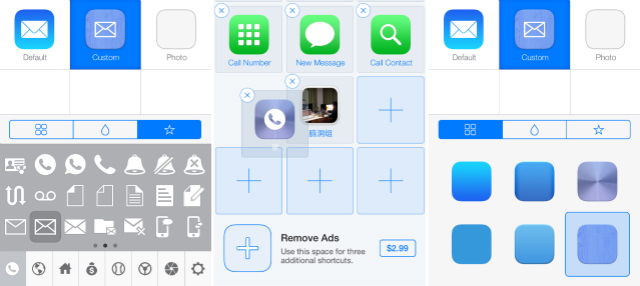 Default Custom Photo
Call Number New Message Call Contact
Remove Ads
Use this space for three
additional shortcuts.
$2.99
Default Custom Photo